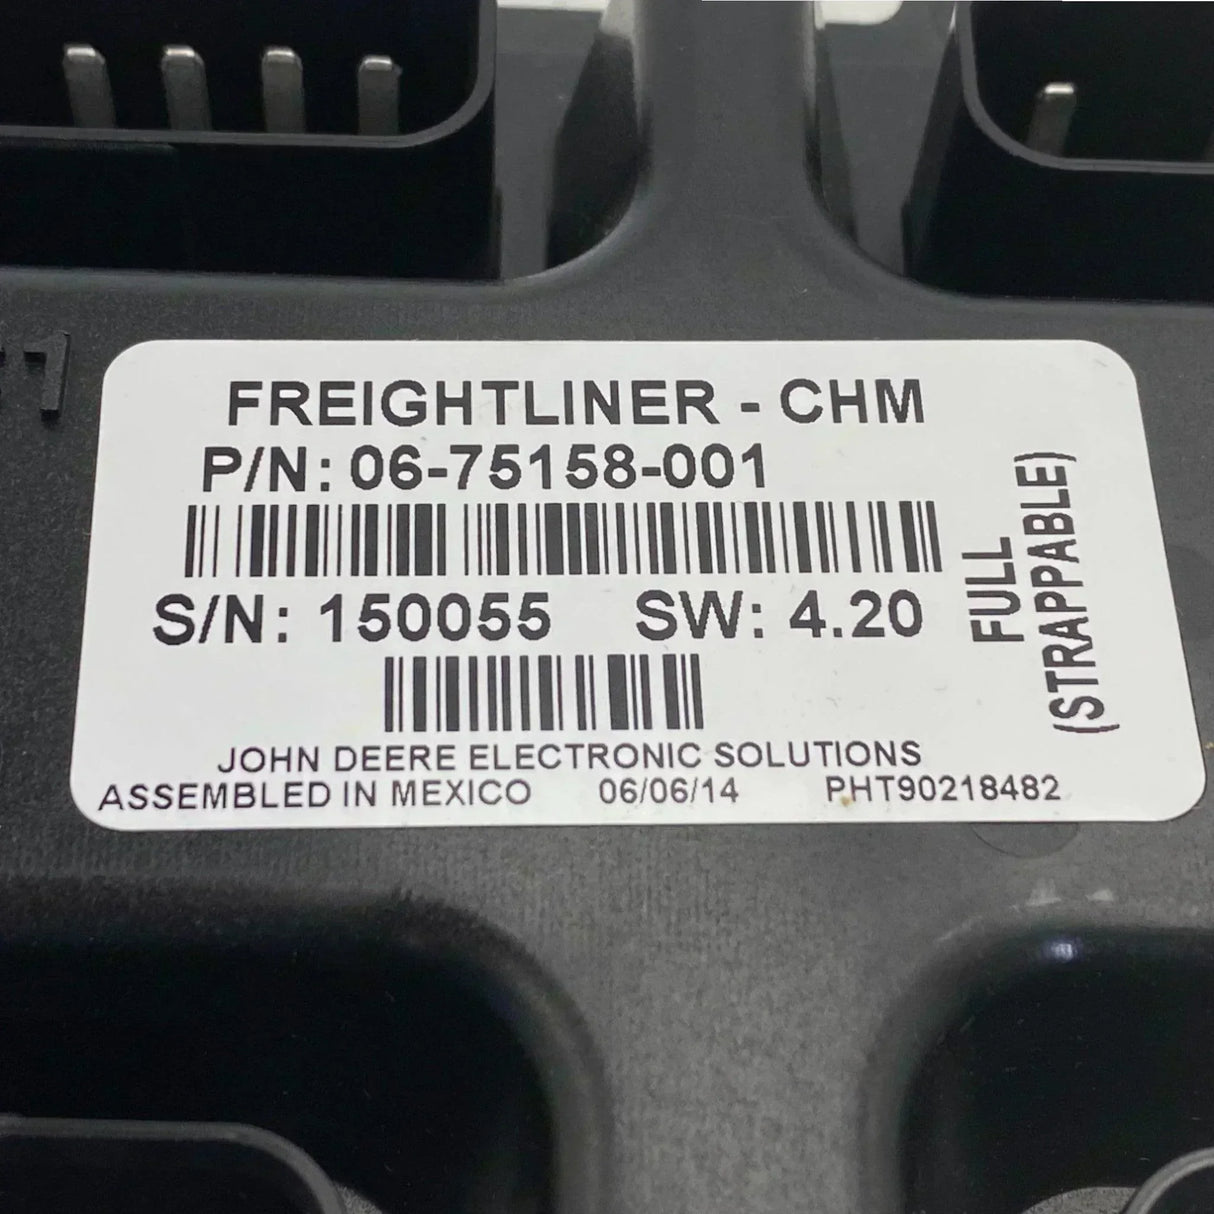 FREIGHTLINER - CHM
P/N: 06-75158-001
S/N: 150055 SW: 4.20
FULL
(STRAPPABLE)
JOHN DEERE ELECTRONIC SOLUTIONS
ASSEMBLED IN MEXICO 06/06/14 PHT90218482